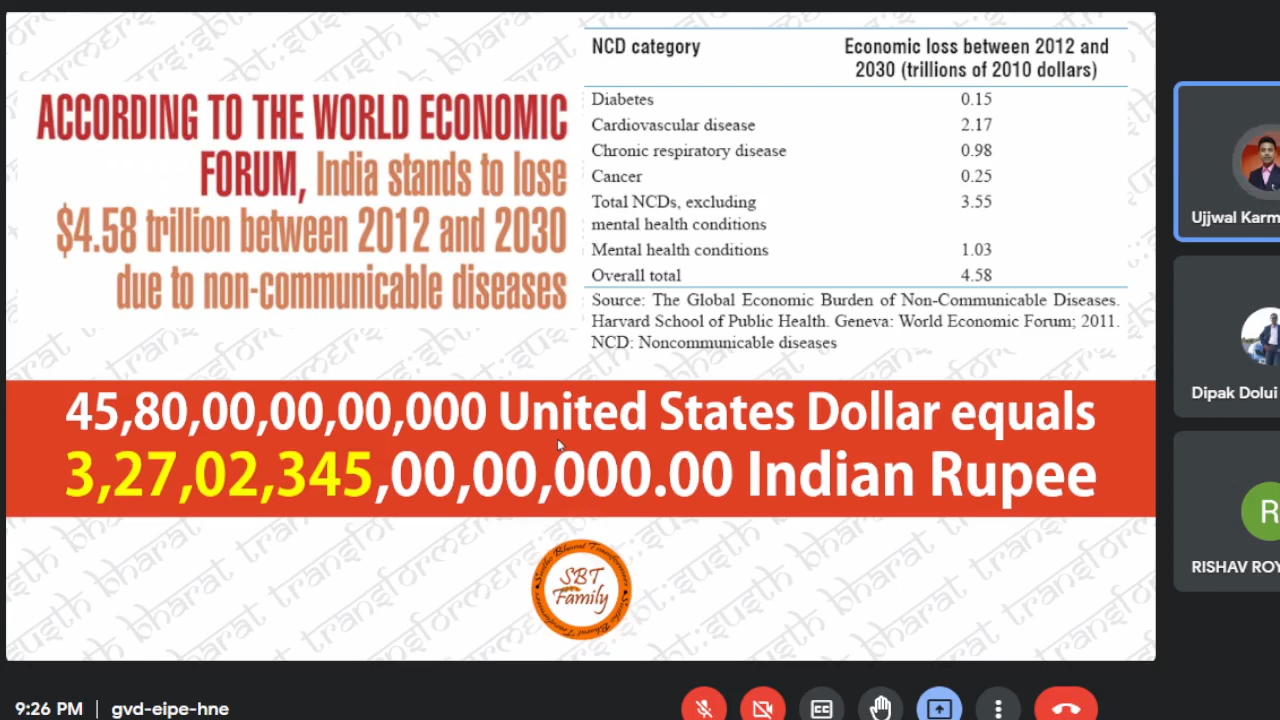 ACCORDING TO THE WORLD ECONOMIC
FORUM, India stands to lose
$4.58 trillion between 2012 and 2030
due to non-communicable diseases
NCD category Economic loss between 2012 and
2030 (trillions of 2010 dollars)
Diabetes 0.15
Cardiovascular disease 2.17
Chronic respiratory disease 0.98
Cancer 0.25
Total NCDs, excluding 3.55
mental health conditions
Mental health conditions 1.03
Overall total 4.58
Source: The Global Economic Burden of Non-Communicable Diseases.
Harvard School of Public Health. Geneva: World Economic Forum; 2011.
NCD: Noncommunicable diseases
45,80,00,00,00,000 United States Dollar equals
3,27,02,345,00,00,000.00 Indian Rupee
SBT
Family
Ujjwal Karm
Dipak Dolui
R
RISHAV ROY
9:26 PM | gvd-eipe-hne
CC